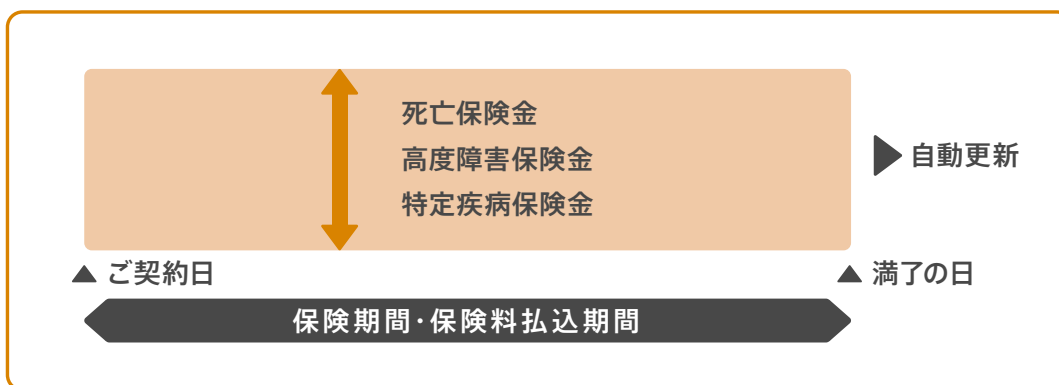 死亡保険金
高度障害保険金
特定疾病保険金
自動更新
ご契約日
満了の日
保険期間・保険料払込期間